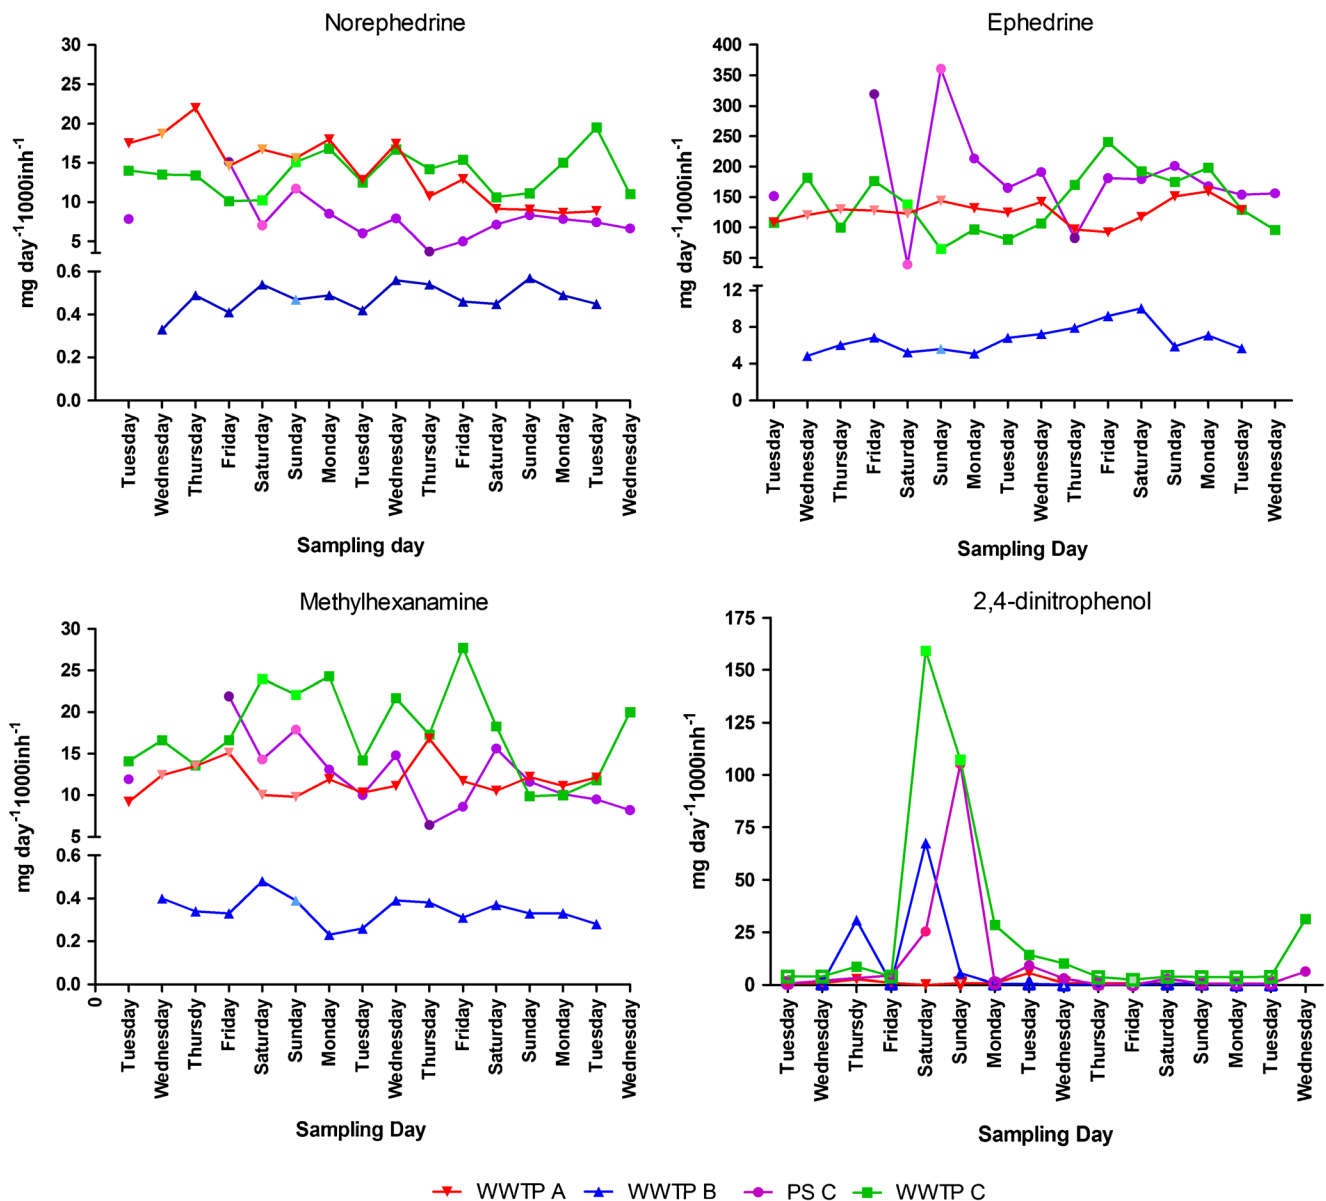 Norephedrine
30
25
20
15
10
5
0.6
0.4
0.2
0.0
mg day-1 1000inh-1
Tuesday
Wednesday
Thursday
Friday
Saturday
Sunday
Monday
Tuesday
Wednesday
Thursday
Friday
Saturday
Sunday
Monday
Tuesday
Wednesday
Sampling day
Ephedrine
400
350
300
250
200
150
100
50
12
8
4
0
mg day-1 1000inh-1
Tuesday
Wednesday
Thursday
Friday
Saturday
Sunday
Monday
Tuesday
Wednesday
Thursday
Friday
Saturday
Sunday
Monday
Tuesday
Wednesday
Sampling Day
Methylhexanamine
30
25
20
15
10
5
0.6
0.4
0.2
0.0
mg day-1 1000inh-1
0
Tuesday
Wednesday
Thursdy
Friday
Saturday
Sunday
Monday
Tuesday
Wednesday
Thursday
Friday
Saturday
Sunday
Monday
Tuesday
Wednesday
Sampling Day
2,4-dinitrophenol
175
150
125
100
75
50
25
0
mg day-1 1000inh-1
Tuesday
Wednesday
Thursdy
Friday
Saturday
Sunday
Monday
Tuesday
Wednesday
Thursday
Friday
Saturday
Sunday
Monday
Tuesday
Wednesday
Sampling Day
WWTP A WWTP B PS C WWTP C